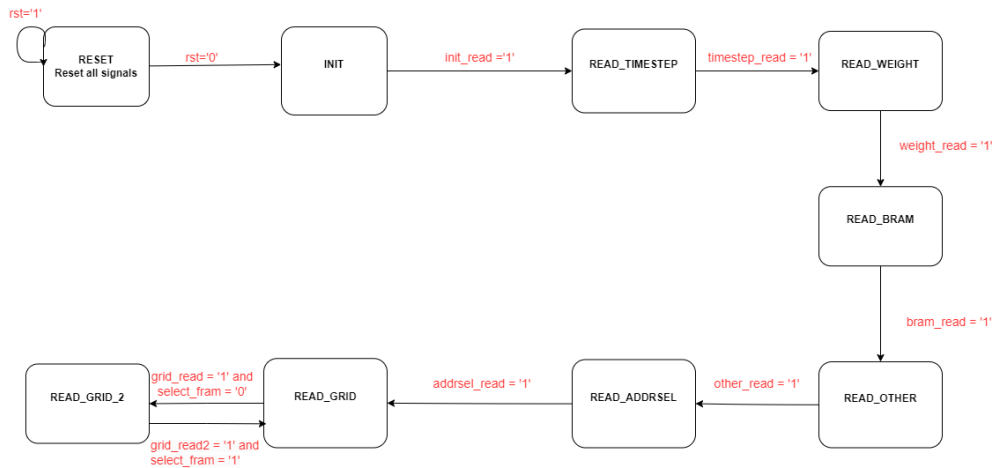 rst='1'
RESET
Reset all signals
rst='0'
INIT
init_read ='1'
READ_TIMESTEP
timestep_read = '1'
READ_WEIGHT
weight_read = '1'
READ_BRAM
bram_read = '1'
READ_OTHER
other_read = '1'
READ_ADDRSEL
addrsel_read = '1'
READ_GRID
grid_read = '1' and
select_fram = '0'
READ_GRID_2
grid_read2 = '1' and
select_fram = '1'